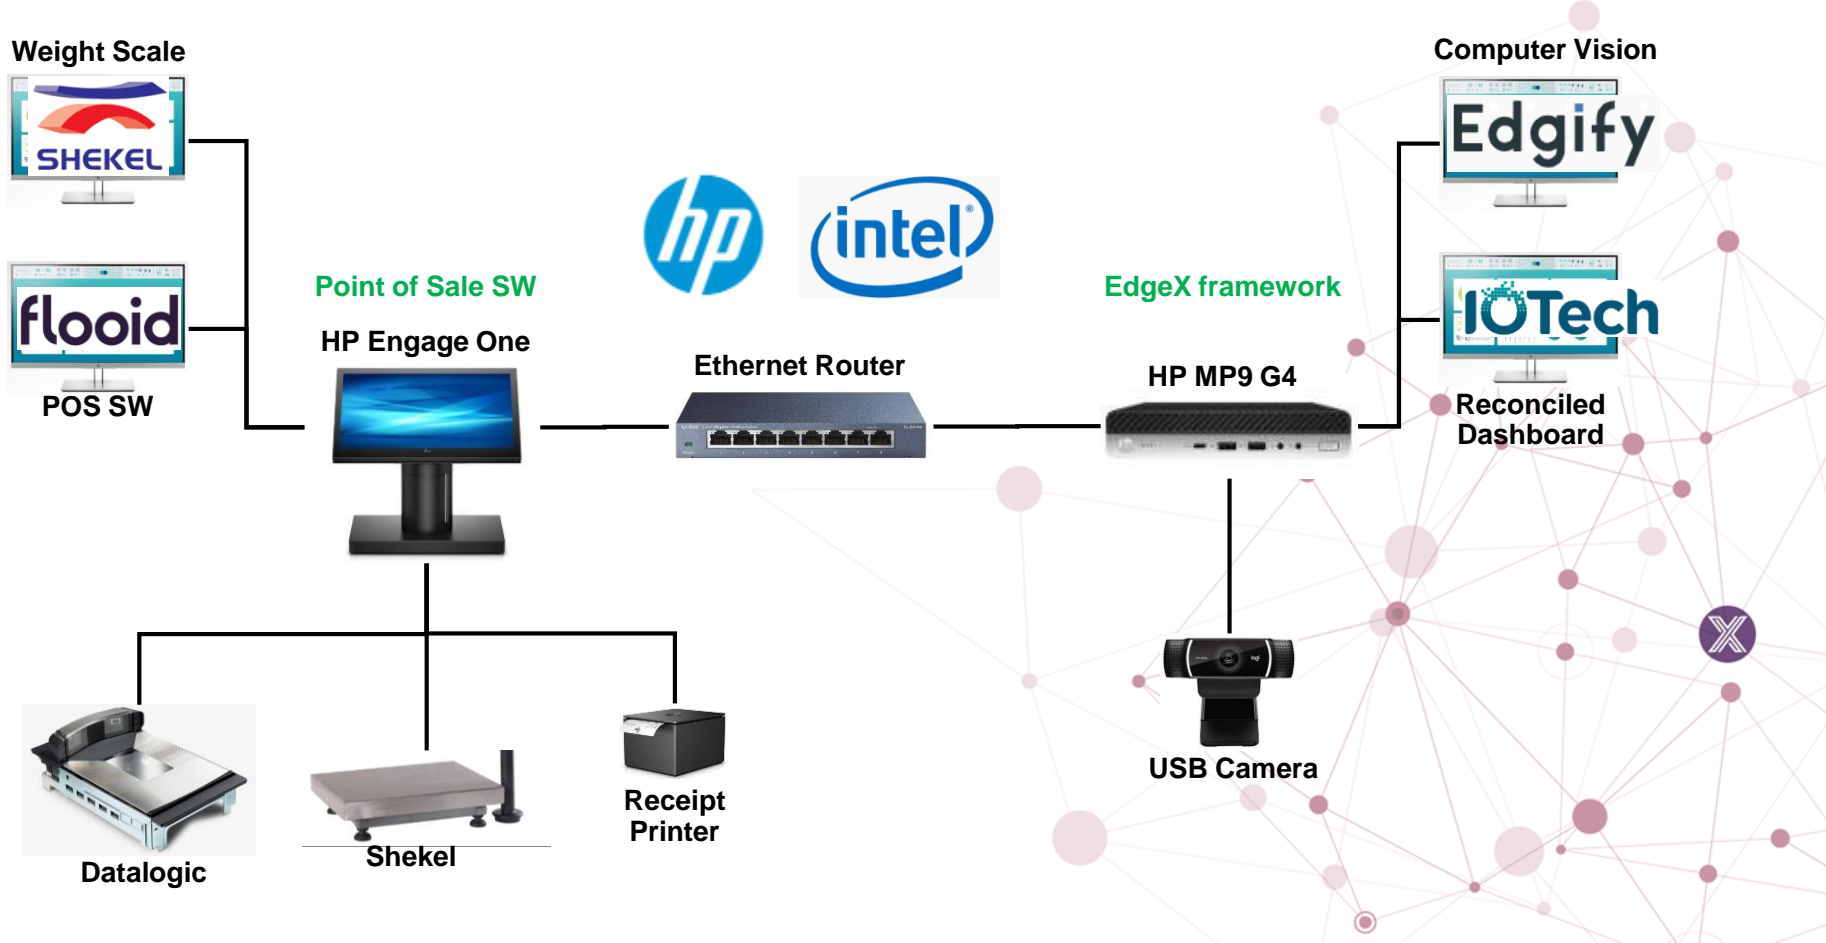 Weight Scale
SHEKEL
flooid
POS SW
Point of Sale SW
HP Engage One
hp
intel®
Ethernet Router
EdgeX framework
HP MP9 G4
Computer Vision
Edgify
IOTech
Reconciled
Dashboard
logi
USB Camera
Datalogic
Shekel
Receipt
Printer